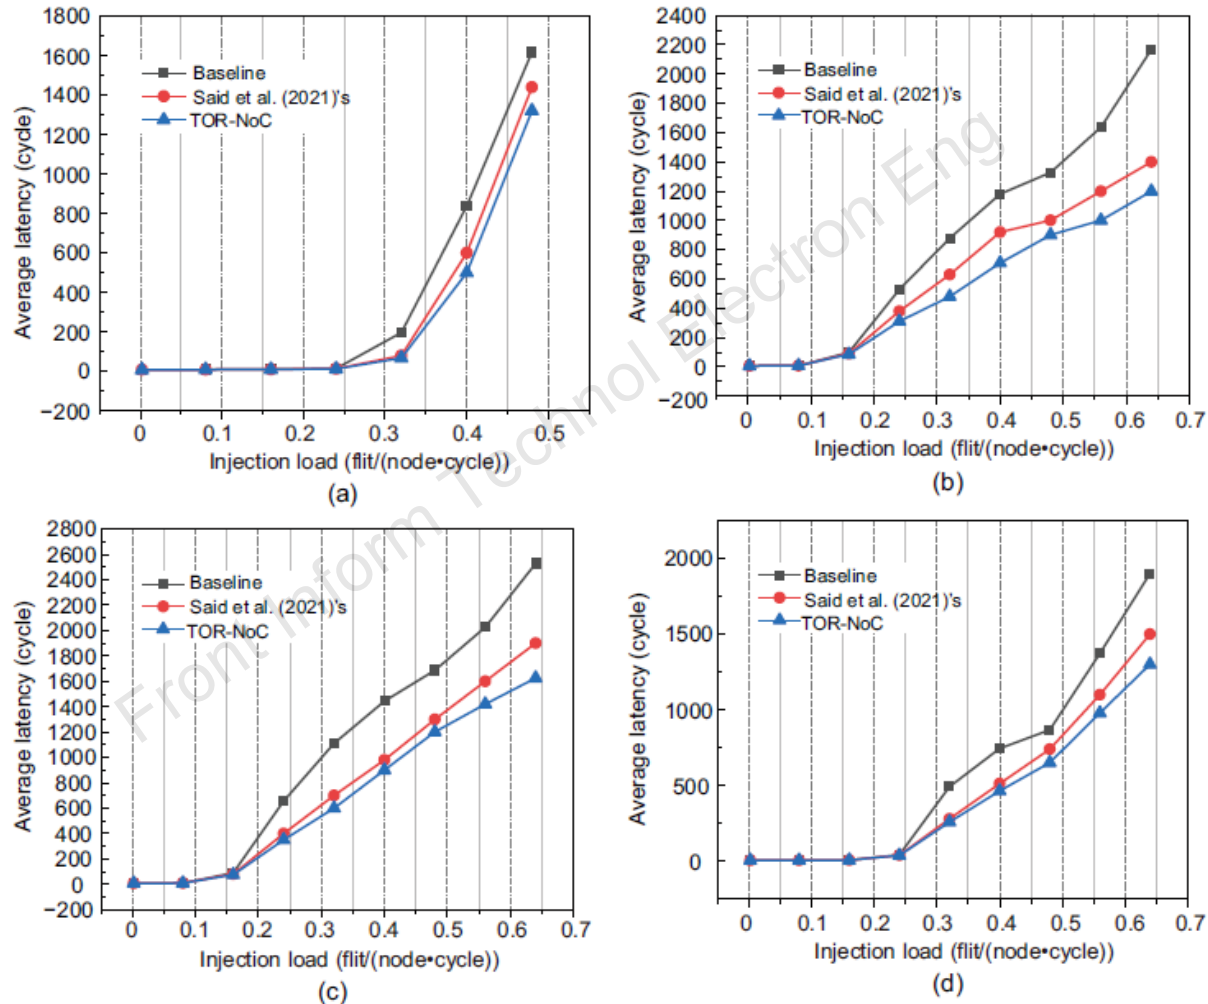 1800
1600
1400
1200
1000
800
600
400
200
0
−200
Average latency (cycle)
Baseline
Said et al. (2021)'s
TOR-NoC
0 0.1 0.2 0.3 0.4 0.5
Injection load (flit/(node•cycle))
(a)
2400
2200
2000
1800
1600
1400
1200
1000
800
600
400
200
0
−200
Average latency (cycle)
Baseline
Said et al. (2021)'s
TOR-NoC
0 0.1 0.2 0.3 0.4 0.5 0.6 0.7
Injection load (flit/(node•cycle))
(b)
2800
2600
2400
2200
2000
1800
1600
1400
1200
1000
800
600
400
200
0
−200
Average latency (cycle)
Baseline
Said et al. (2021)'s
TOR-NoC
0 0.1 0.2 0.3 0.4 0.5 0.6 0.7
Injection load (flit/(node•cycle))
(c)
2000
1500
1000
500
0
Average latency (cycle)
Baseline
Said et al. (2021)'s
TOR-NoC
0 0.1 0.2 0.3 0.4 0.5 0.6 0.7
Injection load (flit/(node•cycle))
(d)
Front Inform Technol Electron Eng